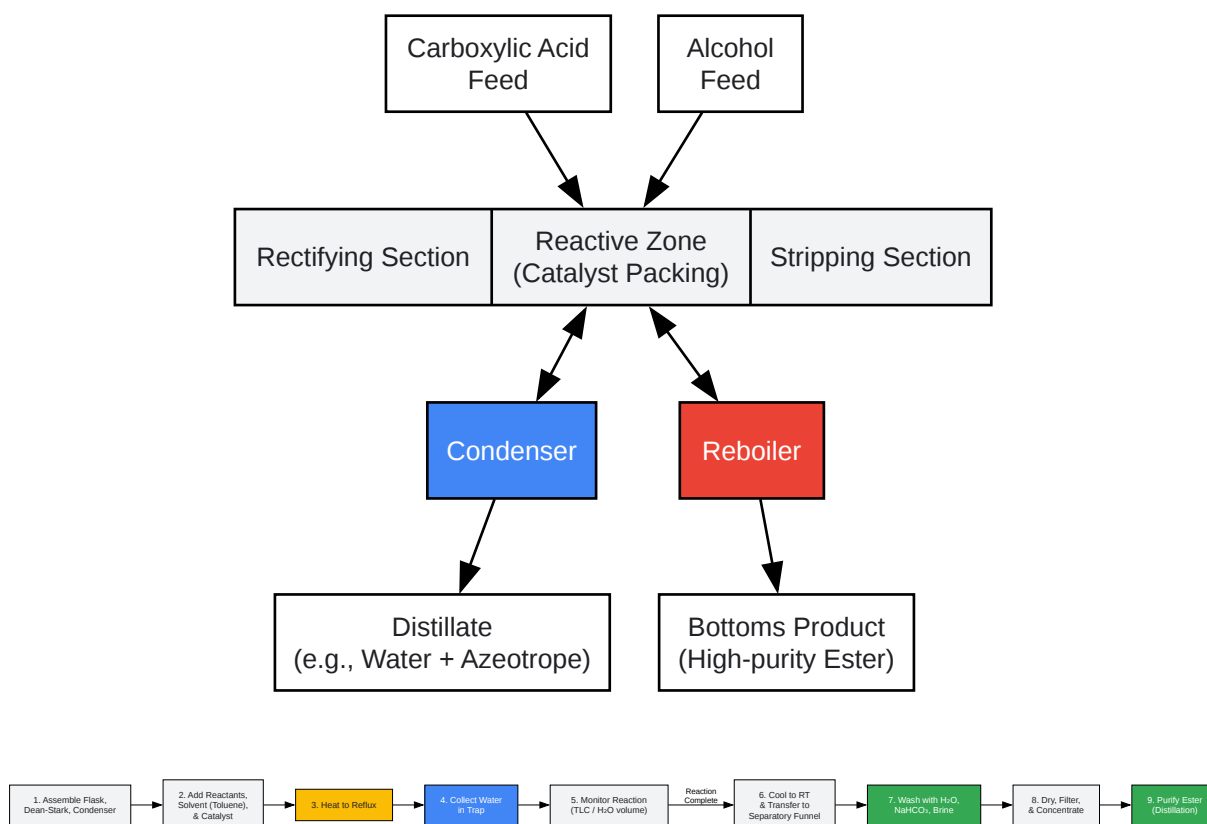 Carboxylic Acid
Feed
Alcohol
Feed
Rectifying Section
Reactive Zone
(Catalyst Packing)
Stripping Section
Condenser
Reboiler
Distillate
(e.g., Water + Azeotrope)
Bottoms Product
(High-purity Ester)
1. Assemble Flask,
Dean-Stark, Condenser
2. Add Reactants,
Solvent (Toluene),
& Catalyst
3. Heat to Reflux
4. Collect Water
in Trap
5. Monitor Reaction
(TLC / H₂O volume)
Reaction
Complete
6. Cool to RT
& Transfer to
Separatory Funnel
7. Wash with H₂O,
NaHCO₃, Brine
8. Dry, Filter,
& Concentrate
9. Purify Ester
(Distillation)